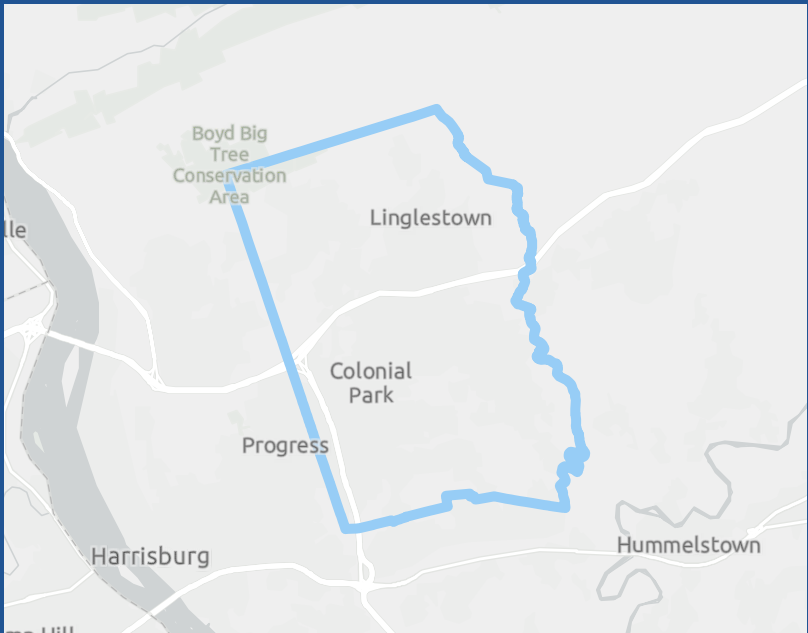 Boyd Big
Tree
Conservation
Area
Linglestown
lle
Colonial
Park
Progress
Harrisburg
Hummelstown